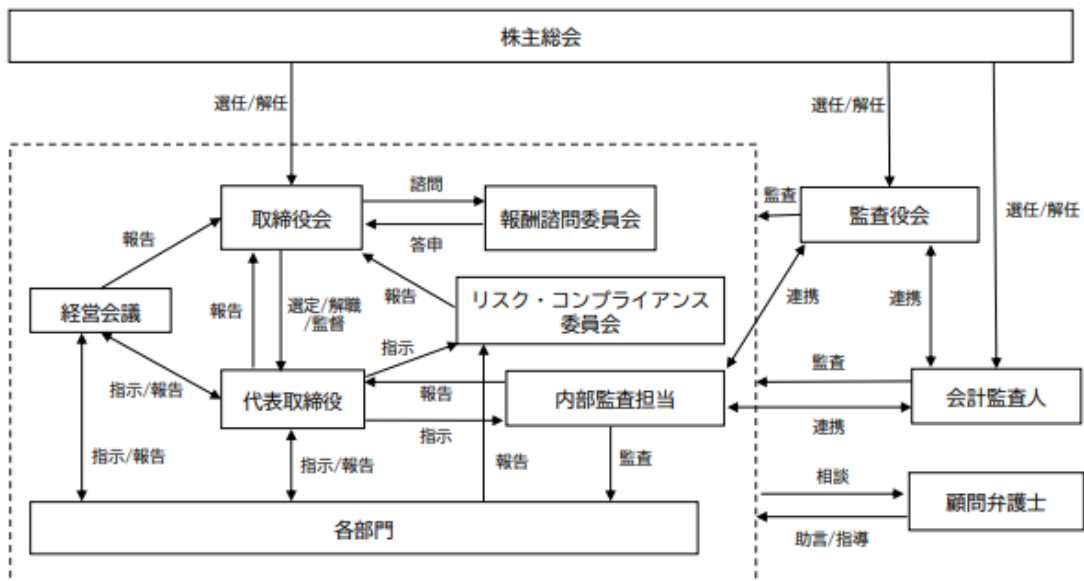 株主総会
選任/解任
選任/解任
選任/解任
諮問
取締役会
報酬諮問委員会
監査
監査役会
答申
報告
報告
報告
リスク・コンプライアンス
委員会
経営会議
選定/解職
/監督
連携
連携
指示
指示/報告
代表取締役
報告
内部監査担当
監査
会計監査人
指示
連携
指示/報告
指示/報告
報告
監査
相談
顧問弁護士
各部門
助言/指導